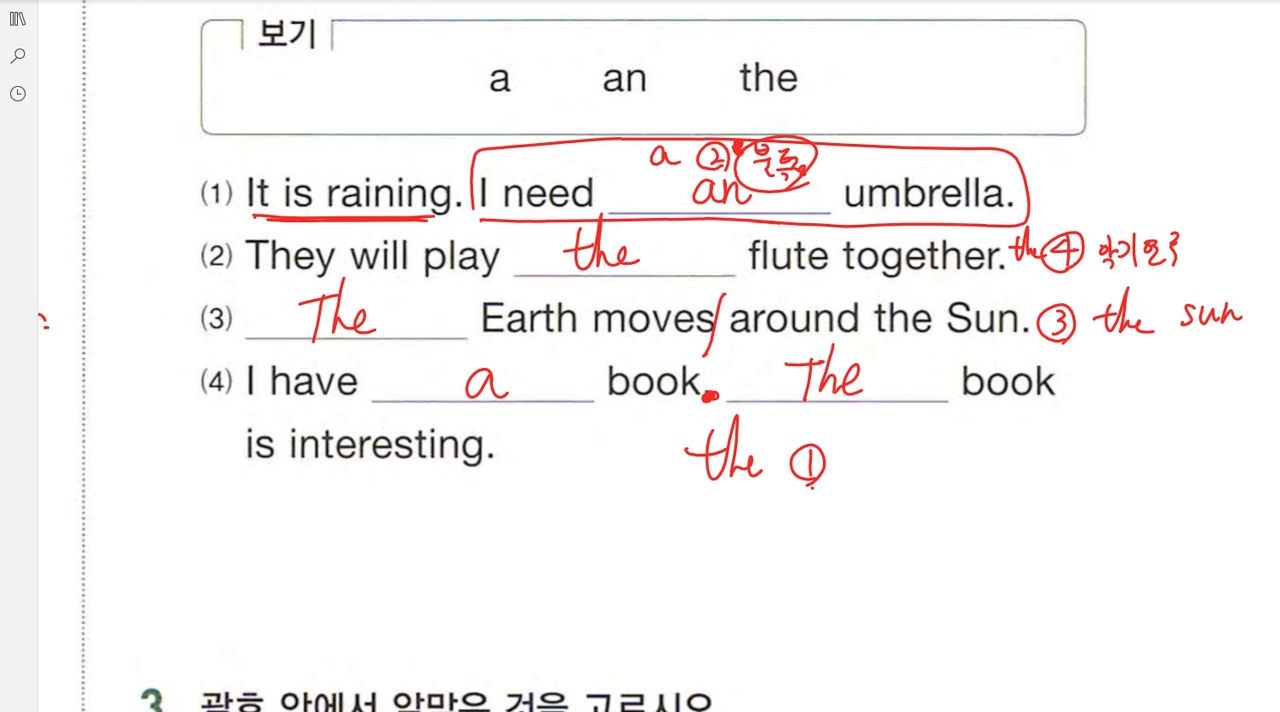 보기
a an the
a ②
(1) It is raining. I need an umbrella.
(2) They will play the flute together. the ④ 악기
(3) The Earth moves/around the Sun. ③ the sun
(4) I have a book. The book
is interesting.
the ①
3 괄호 안에서 알맞은 것을 고르시오